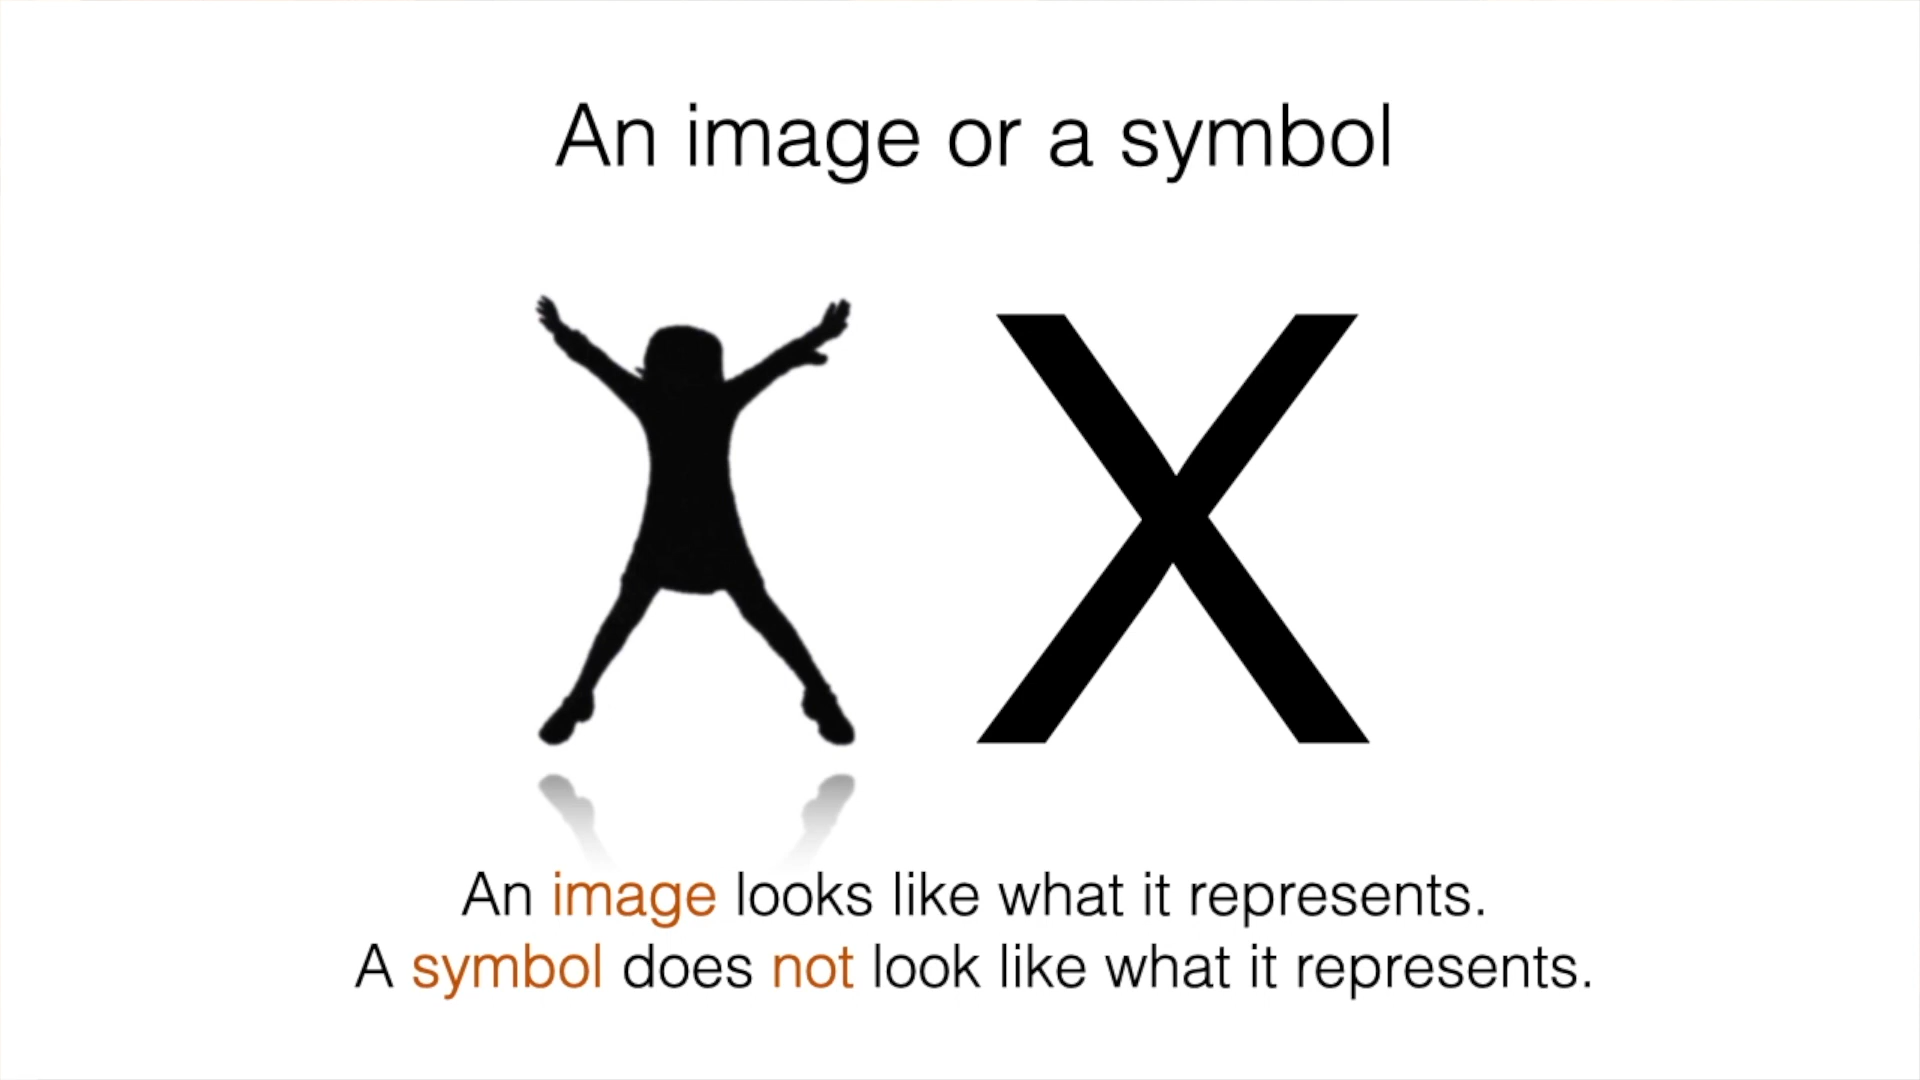 An image or a symbol
X
An image looks like what it represents.
A symbol does not look like what it represents.